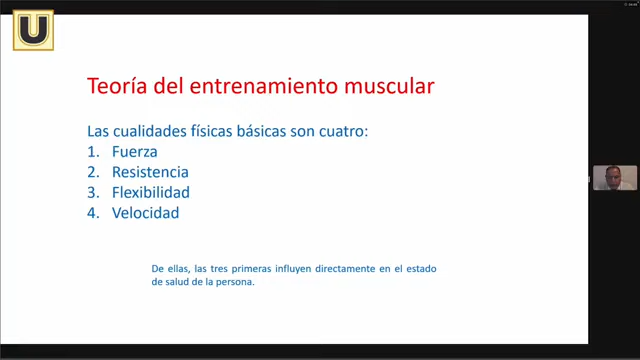 U
Teoría del entrenamiento muscular
Las cualidades físicas básicas son cuatro:
1. Fuerza
2. Resistencia
3. Flexibilidad
4. Velocidad
De ellas, las tres primeras influyen directamente en el estado
de salud de la persona.